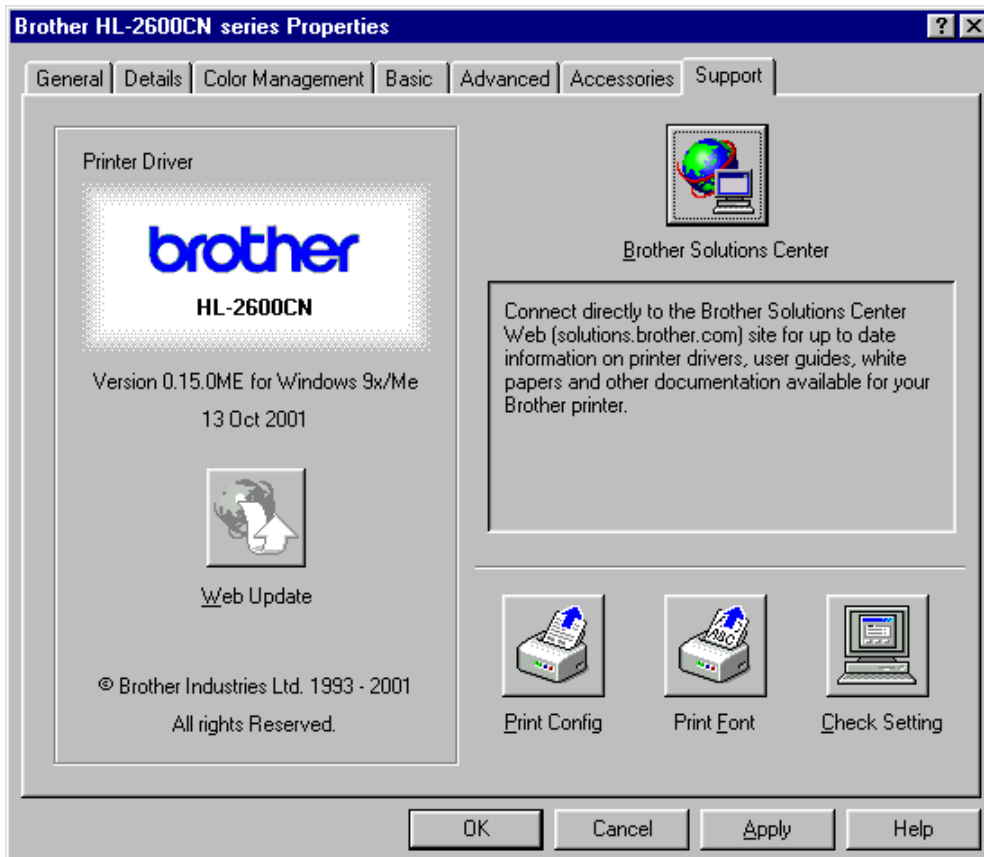 Brother HL-2600CN series Properties
General Details Color Management Basic Advanced Accessories Support
Printer Driver
brother
HL-2600CN
Version 0.15.0ME for Windows 9x/Me
13 Oct 2001
Web Update
© Brother Industries Ltd. 1993 - 2001
All rights Reserved.
Brother Solutions Center
Connect directly to the Brother Solutions Center
Web (solutions.brother.com) site for up to date
information on printer drivers, user guides, white
papers and other documentation available for your
Brother printer.
ABC
Print Config Print Font Check Setting
OK Cancel Apply Help